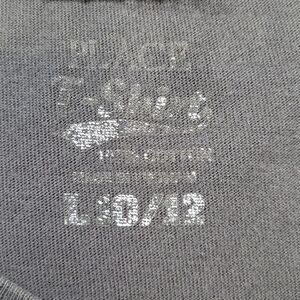 PLACE
T-Shirt
100% COTTON
L 10/12